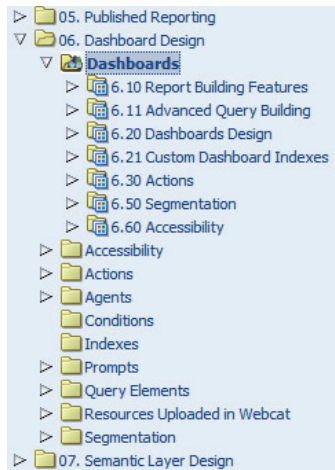 05. Published Reporting
06. Dashboard Design
Dashboards
6.10 Report Building Features
6.11 Advanced Query Building
6.20 Dashboards Design
6.21 Custom Dashboard Indexes
6.30 Actions
6.50 Segmentation
6.60 Accessibility
Accessibility
Actions
Agents
Conditions
Indexes
Prompts
Query Elements
Resources Uploaded in Webcat
Segmentation
07. Semantic Layer Design